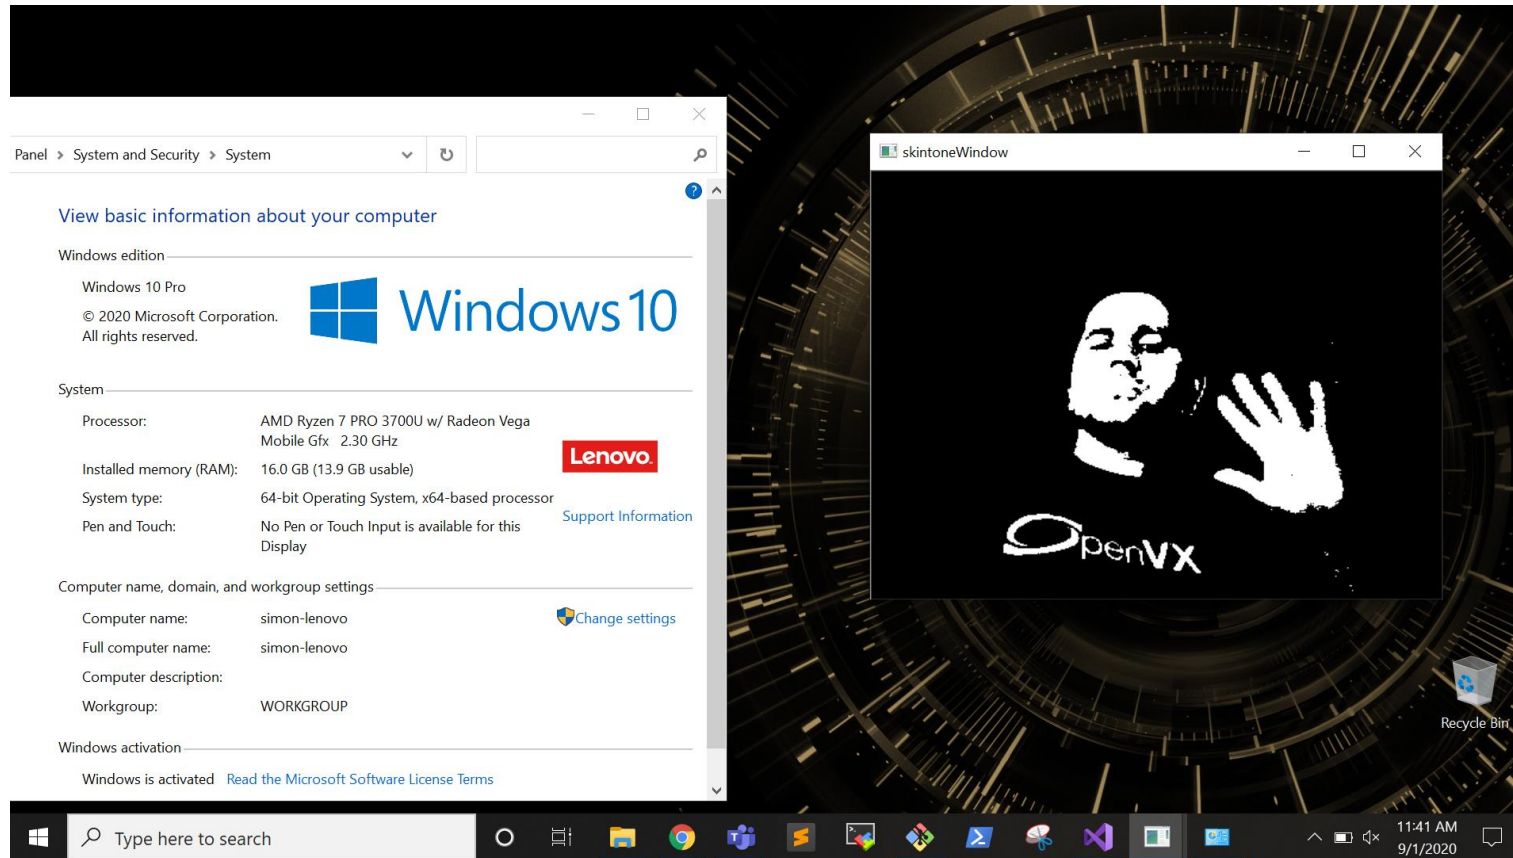 Panel > System and Security > System
View basic information about your computer
Windows edition
Windows 10 Pro
© 2020 Microsoft Corporation.
All rights reserved.
Windows 10
System
Processor: AMD Ryzen 7 PRO 3700U w/ Radeon Vega
Mobile Gfx 2.30 GHz
Installed memory (RAM): 16.0 GB (13.9 GB usable)
System type: 64-bit Operating System, x64-based processor
Pen and Touch: No Pen or Touch Input is available for this
Display
Lenovo.
Support Information
Computer name, domain, and workgroup settings
Computer name: simon-lenovo
Change settings
Full computer name: simon-lenovo
Computer description:
Workgroup: WORKGROUP
Windows activation
Windows is activated Read the Microsoft Software License Terms
skintoneWindow
OpenVX
Recycle Bin
Type here to search
11:41 AM
9/1/2020